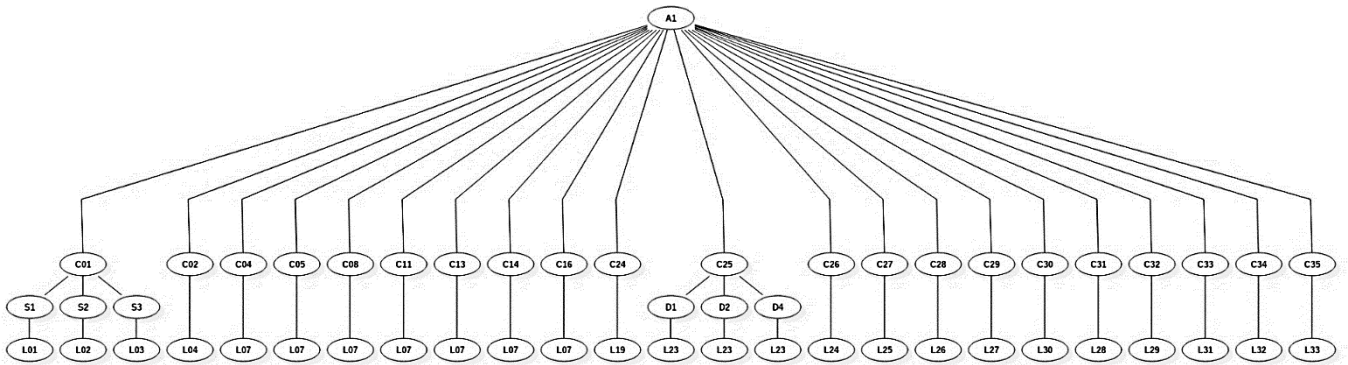 A1
C01 C02 C04 C05 C08 C11 C13 C14 C16 C24 C25 C26 C27 C28 C29 C30 C31 C32 C33 C34 C35
S1 S2 S3 D1 D2 D4
L01 L02 L03 L04 L07 L07 L07 L07 L07 L07 L07 L19 L23 L23 L23 L24 L25 L26 L27 L30 L28 L29 L31 L32 L33